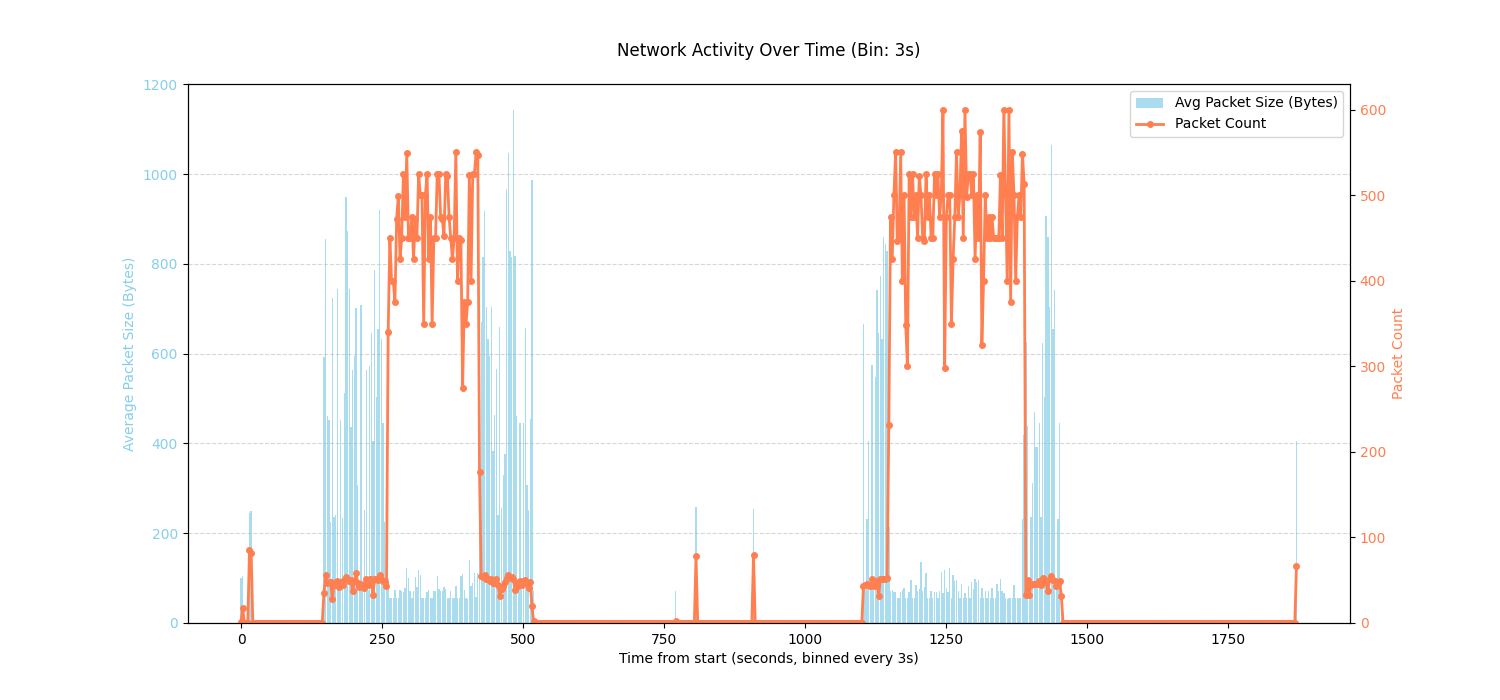 Network Activity Over Time (Bin: 3s)
Avg Packet Size (Bytes)
Packet Count
1200
1000
800
600
400
200
0
Average Packet Size (Bytes)
600
500
400
300
200
100
0
Packet Count
0 250 500 750 1000 1250 1500 1750
Time from start (seconds, binned every 3s)